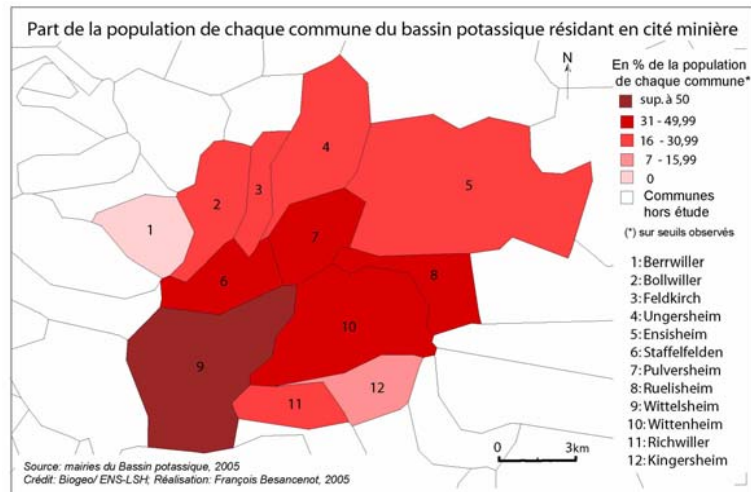 Part de la population de chaque commune du bassin potassique résidant en cité minière
N
En % de la population
de chaque commune*
sup. à 50
31 - 49,99
16 - 30,99
7 - 15,99
0
Communes
hors étude
(*) sur seuils observés
1: Berrwiller
2: Bollwiller
3: Feldkirch
4: Ungersheim
5: Ensisheim
6: Staffelfelden
7: Pulversheim
8: Ruelisheim
9: Wittelsheim
10: Wittenheim
11: Richwiller
12: Kingersheim
4
5
3
2
1
7
6
8
10
9
12
11
0 3km
Source: mairies du Bassin potassique, 2005
Crédit: Biogeo/ ENS-LSH; Réalisation: François Besancenot, 2005